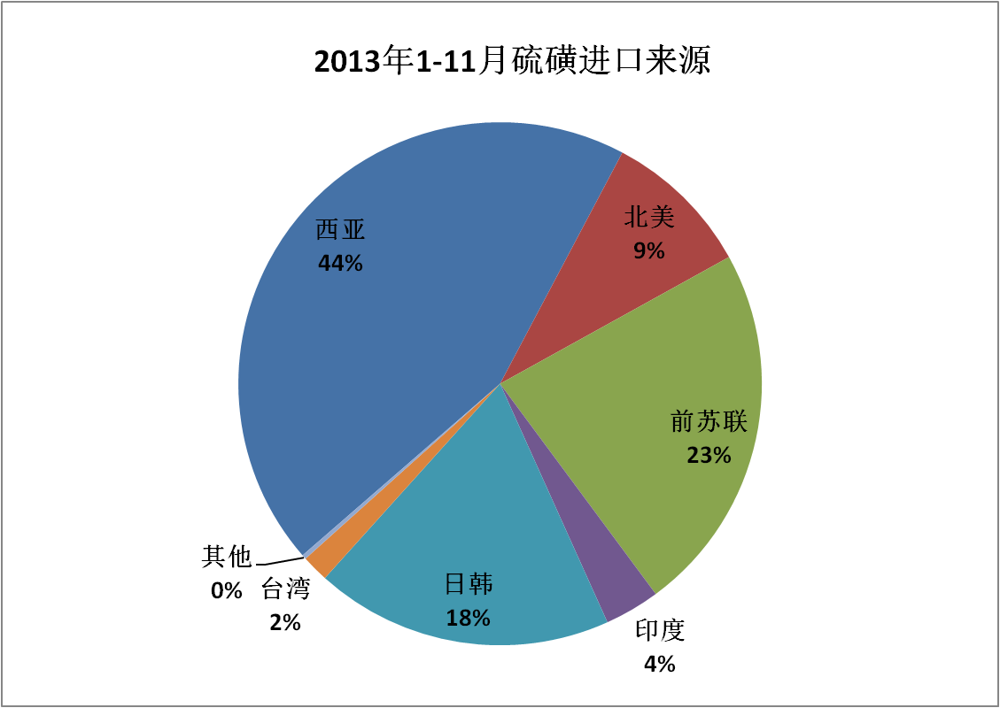 2013年1-11月硫磺进口来源
西亚
44%
北美
9%
前苏联
23%
印度
4%
日韩
18%
台湾
2%
其他
0%